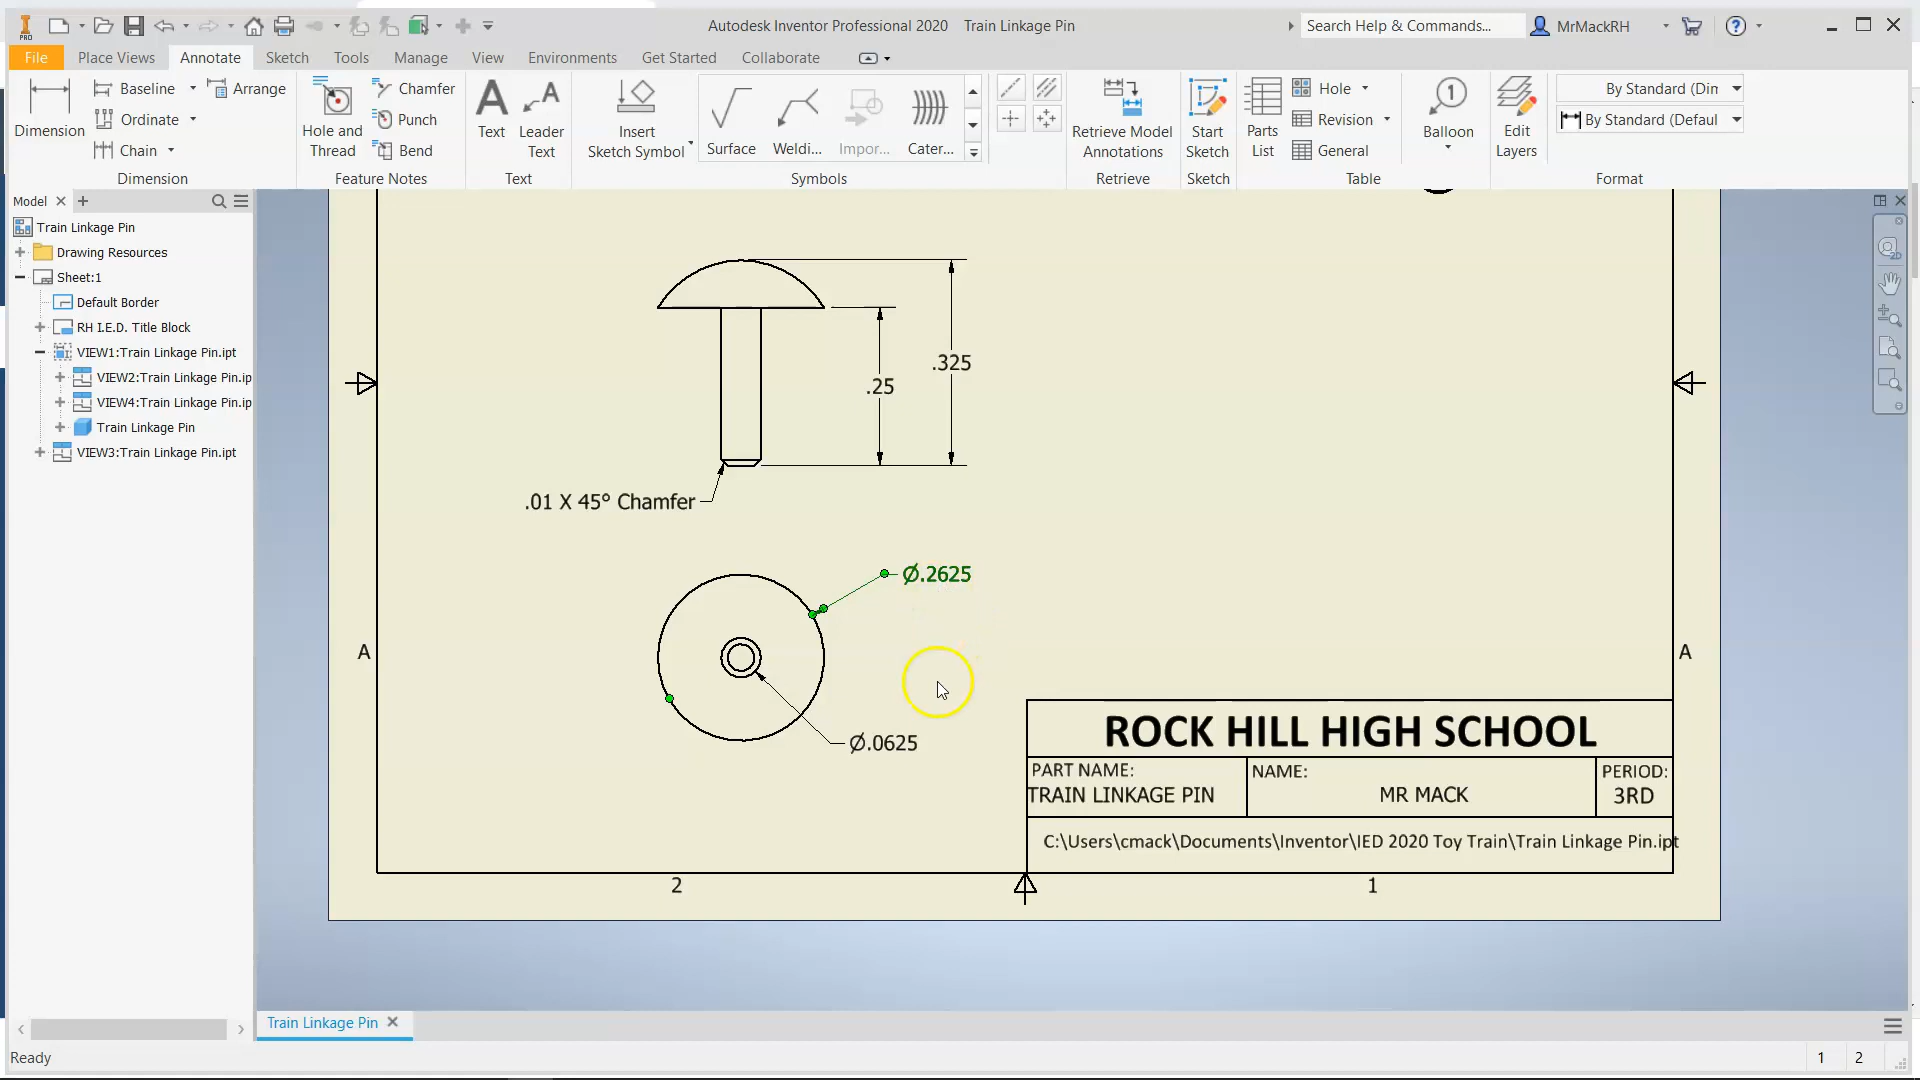 Autodesk Inventor Professional 2020 Train Linkage Pin
Search Help & Commands...
MrMackRH
PRO
File Place Views Annotate Sketch Tools Manage View Environments Get Started Collaborate
Dimension
Baseline
Ordinate
Chain
Arrange
Dimension
Hole and
Thread
Chamfer
Punch
Bend
Feature Notes
Text
Leader
Text
Text
Insert
Sketch Symbol
Surface
Weldi...
Impor...
Cater...
Symbols
Retrieve Model
Annotations
Retrieve
Start
Sketch
Sketch
Parts
List
Hole
Revision
General
Table
Balloon
Edit
Layers
By Standard (Din
By Standard (Defaul
Format
Model
Train Linkage Pin
Drawing Resources
Sheet:1
Default Border
RH I.E.D. Title Block
VIEW1:Train Linkage Pin.ipt
VIEW2:Train Linkage Pin.ip
VIEW4:Train Linkage Pin.ip
Train Linkage Pin
VIEW3:Train Linkage Pin.ipt
.325
.25
.01 X 45° Chamfer
Ø.2625
Ø.0625
A
A
ROCK HILL HIGH SCHOOL
PART NAME:
TRAIN LINKAGE PIN
NAME:
MR MACK
PERIOD:
3RD
C:\Users\cmack\Documents\Inventor\IED 2020 Toy Train\Train Linkage Pin.ipt
2
1
Train Linkage Pin
Ready
1 2